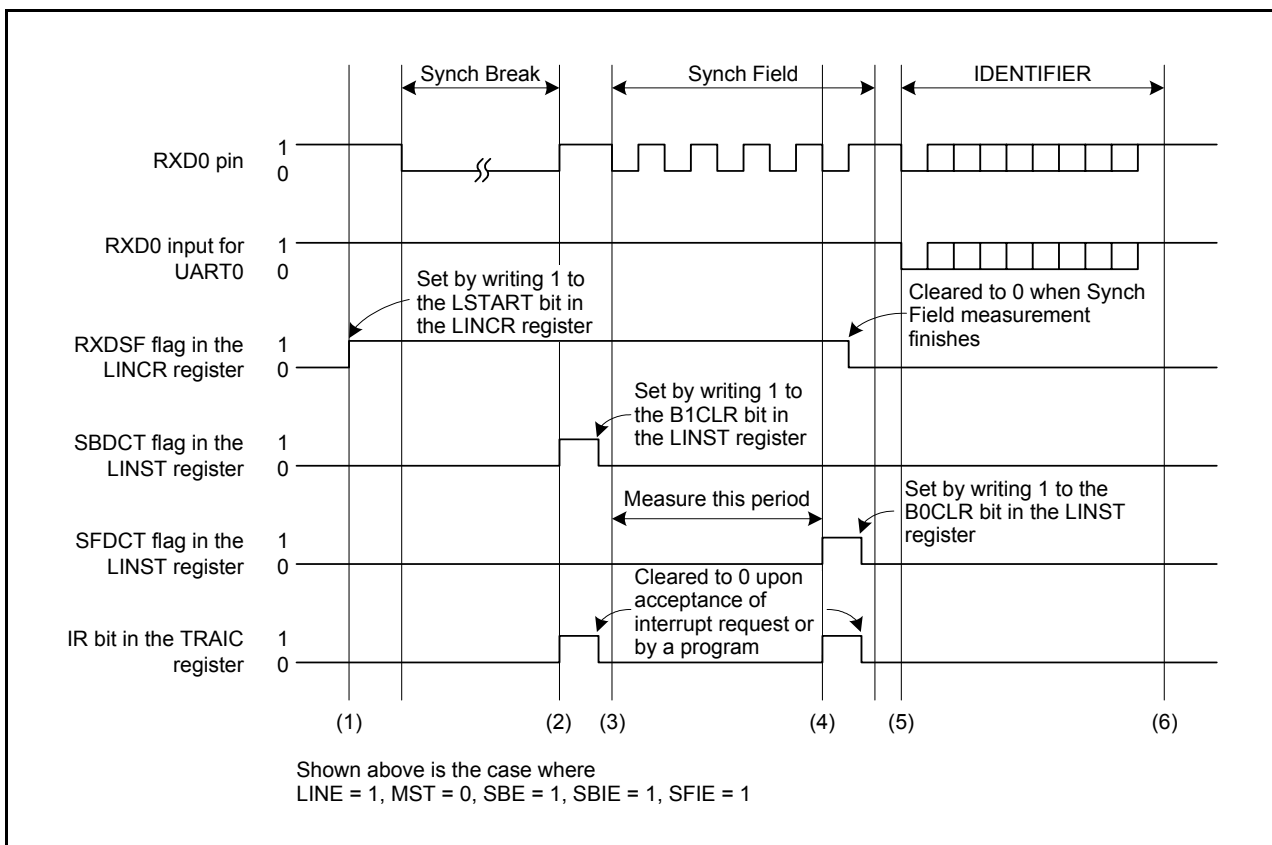 Synch Break
Synch Field
IDENTIFIER
RXD0 pin
1
0
RXD0 input for
UART0
1
0
Set by writing 1 to
the LSTART bit in
the LINCR register
Cleared to 0 when Synch
Field measurement
finishes
RXDSF flag in the
LINCR register
1
0
Set by writing 1 to
the B1CLR bit in
the LINST register
SBDCT flag in the
LINST register
1
0
Measure this period
Set by writing 1 to the
B0CLR bit in the LINST
register
SFDCT flag in the
LINST register
1
0
Cleared to 0 upon
acceptance of
interrupt request or
by a program
IR bit in the TRAIC
register
1
0
(1)
(2)
(3)
(4)
(5)
(6)
Shown above is the case where
LINE = 1, MST = 0, SBE = 1, SBIE = 1, SFIE = 1